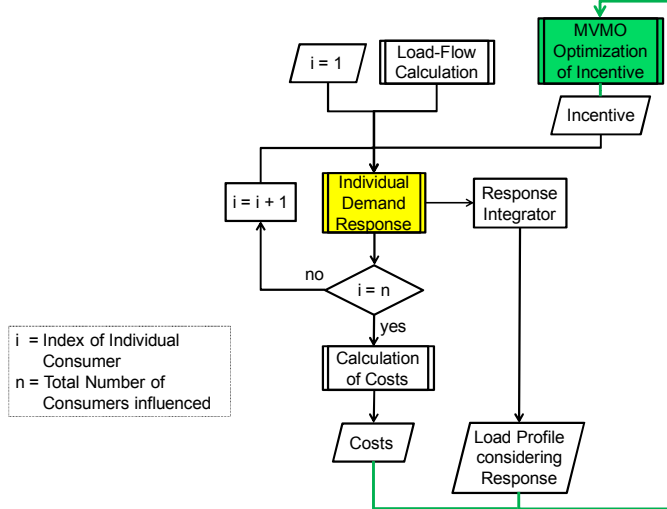 i = 1
Load-Flow
Calculation
MVMO
Optimization
of Incentive
Incentive
i = i + 1
Individual
Demand
Response
Response
Integrator
no
i = n
yes
i = Index of Individual
Consumer
n = Total Number of
Consumers influenced
Calculation
of Costs
Costs
Load Profile
considering
Response